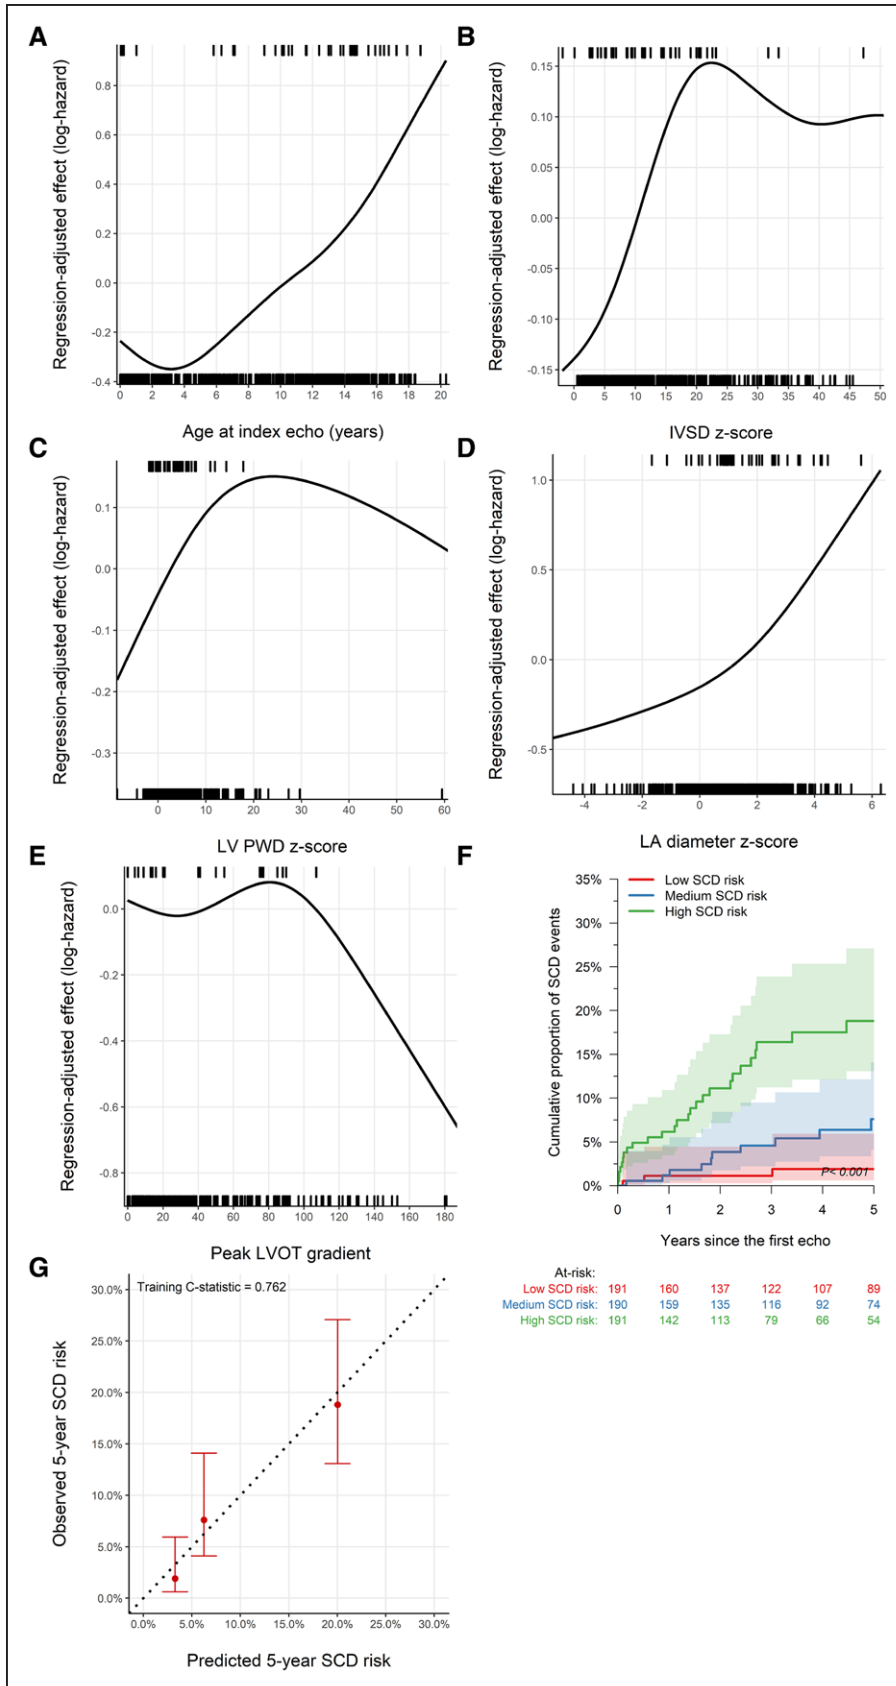 A
Regression-adjusted effect (log-hazard)
0.8
0.6
0.4
0.2
0.0
-0.2
-0.4
0 2 4 6 8 10 12 14 16 18 20
Age at index echo (years)
B
Regression-adjusted effect (log-hazard)
0.15
0.10
0.05
0.00
-0.05
-0.10
-0.15
0 5 10 15 20 25 30 35 40 45 50
IVSD z-score
C
Regression-adjusted effect (log-hazard)
0.1
0.0
-0.1
-0.2
-0.3
0 10 20 30 40 50 60
LV PWD z-score
D
Regression-adjusted effect (log-hazard)
1.0
0.5
0.0
-0.5
-4 -2 0 2 4 6
LA diameter z-score
E
Regression-adjusted effect (log-hazard)
0.0
-0.2
-0.4
-0.6
-0.8
0 20 40 60 80 100 120 140 160 180
Peak LVOT gradient
F
Cumulative proportion of SCD events
35%
30%
25%
20%
15%
10%
5%
0%
Low SCD risk
Medium SCD risk
High SCD risk
P< 0.001
0 1 2 3 4 5
Years since the first echo
At-risk:
Low SCD risk: 191 160 137 122 107 89
Medium SCD risk: 190 159 135 116 92 74
High SCD risk: 191 142 113 79 66 54
G
Training C-statistic = 0.762
Observed 5-year SCD risk
30.0%
25.0%
20.0%
15.0%
10.0%
5.0%
0.0%
0.0% 5.0% 10.0% 15.0% 20.0% 25.0% 30.0%
Predicted 5-year SCD risk